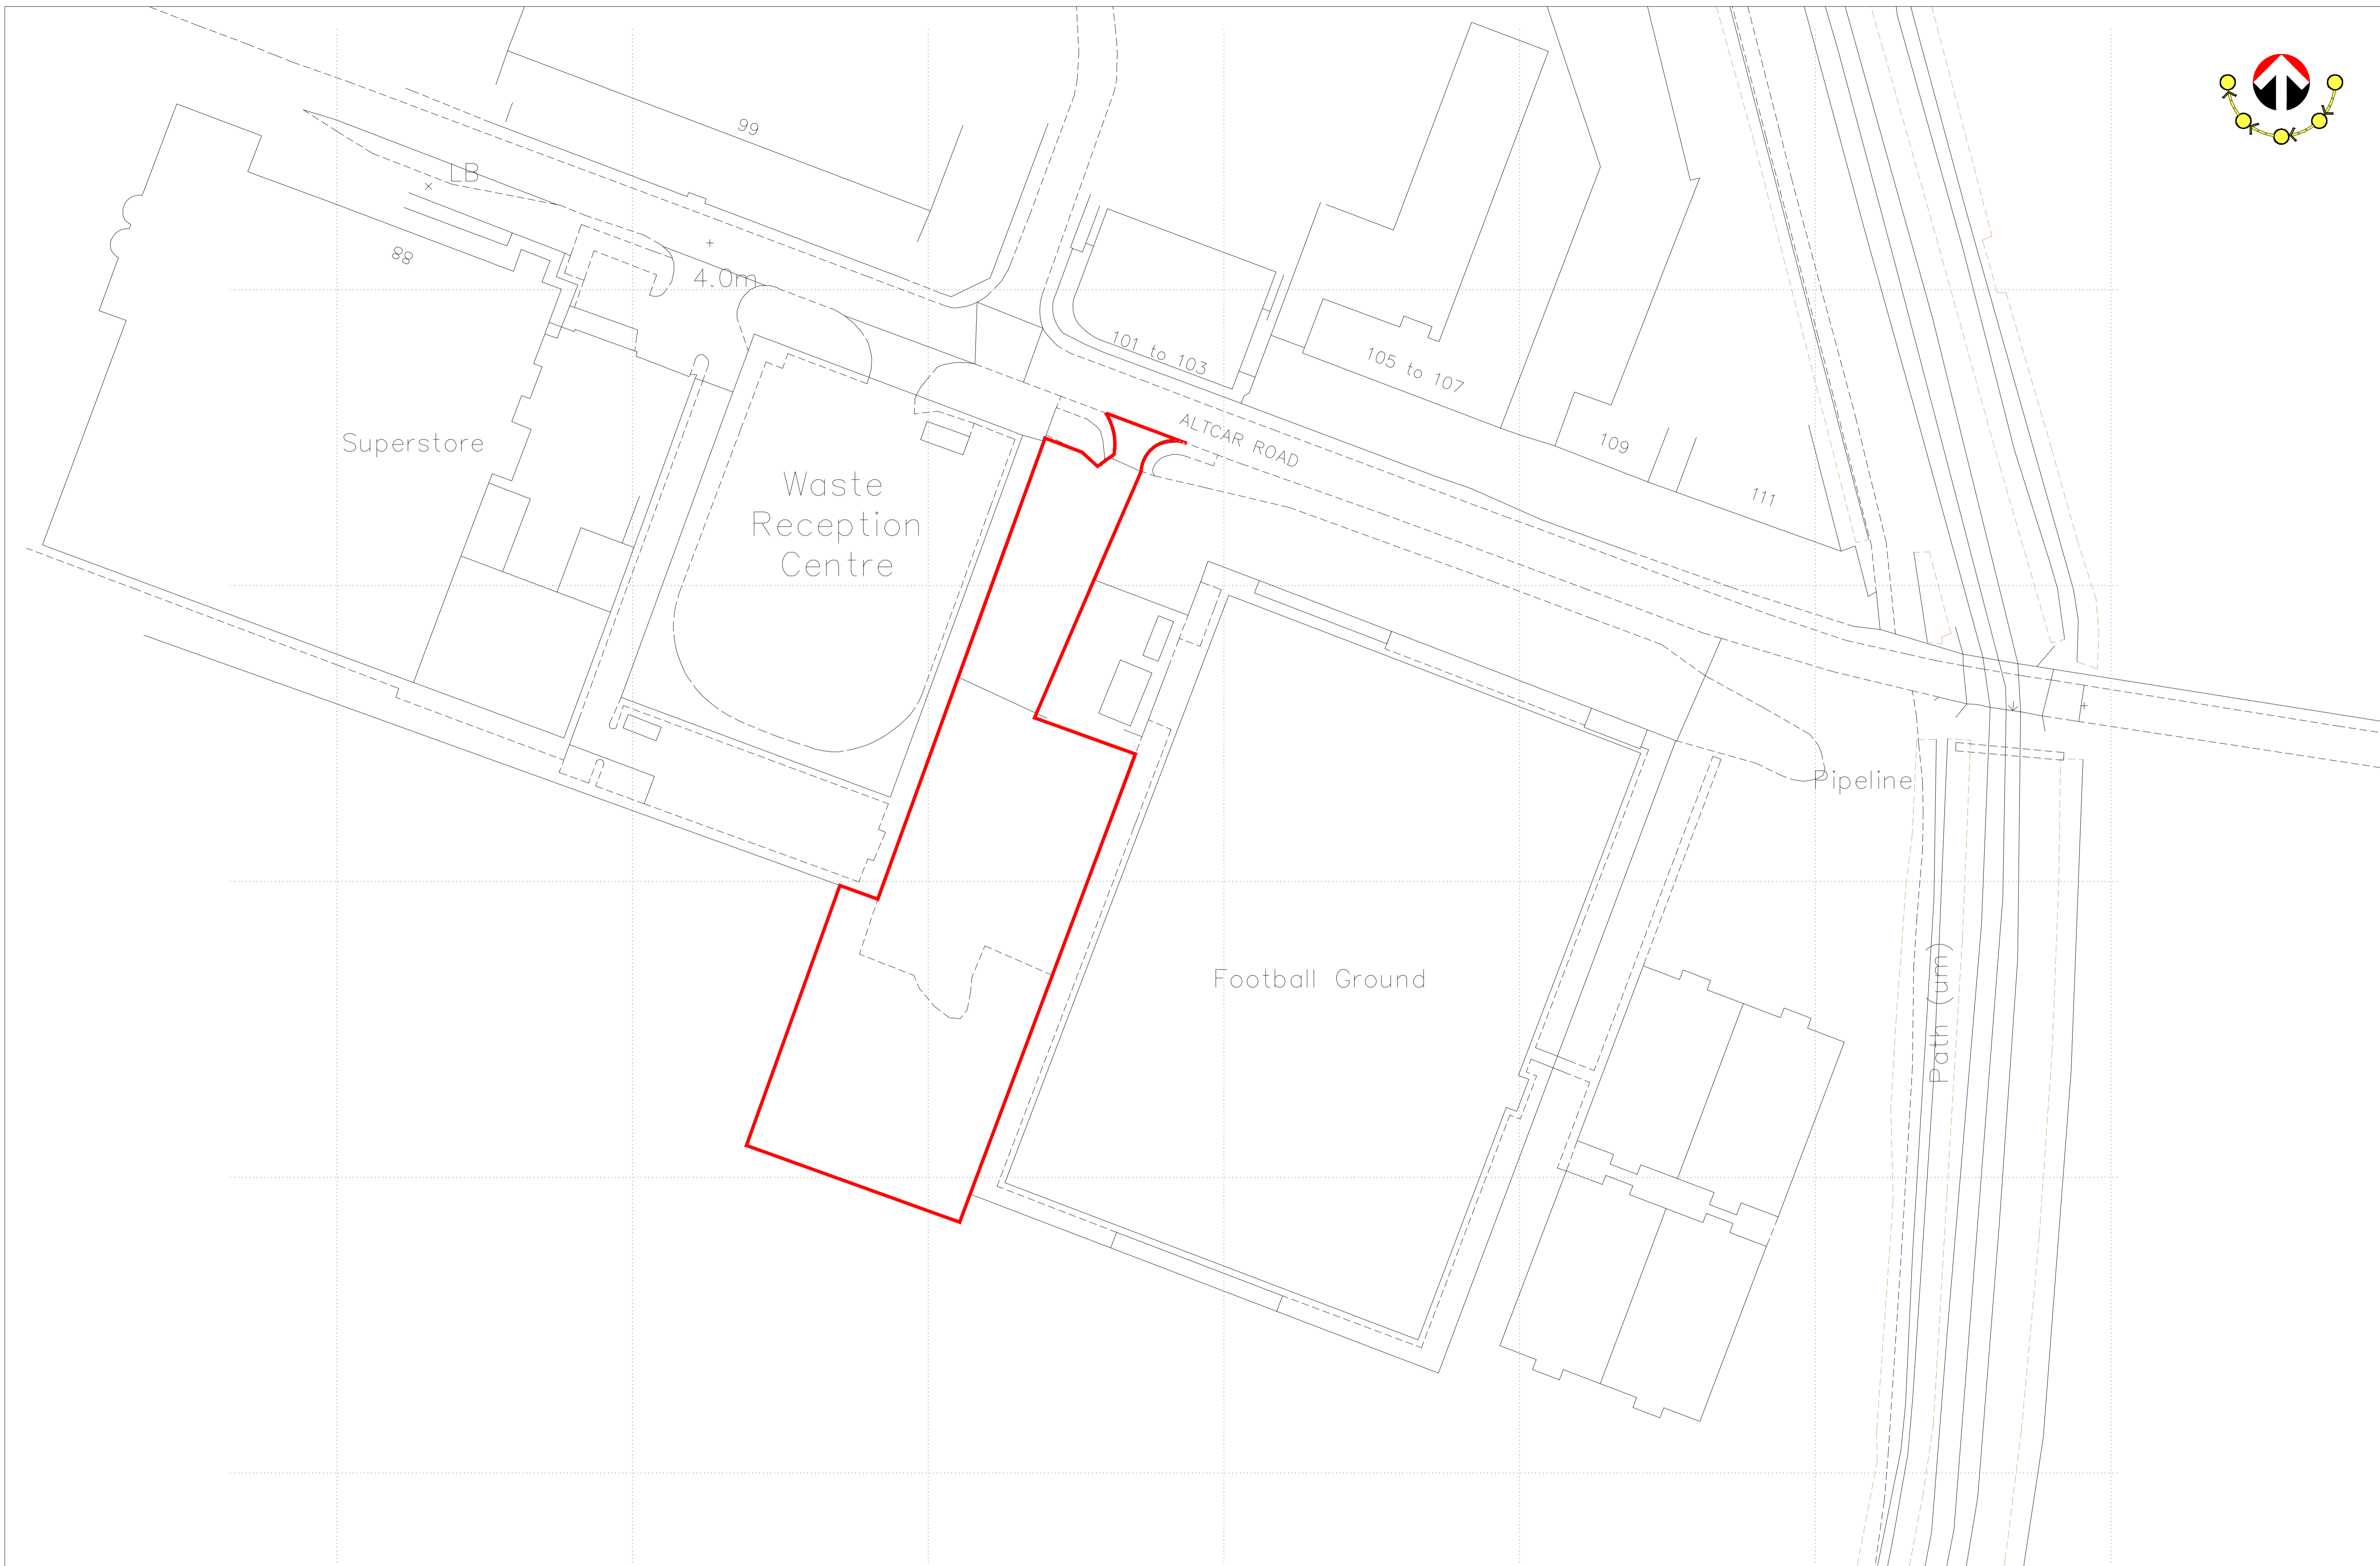 99
LB
88
4.0m
101 to 103
105 to 107
ALTCAR ROAD
109
111
Superstore
Waste
Reception
Centre
Pipeline
Football Ground
Path (um)